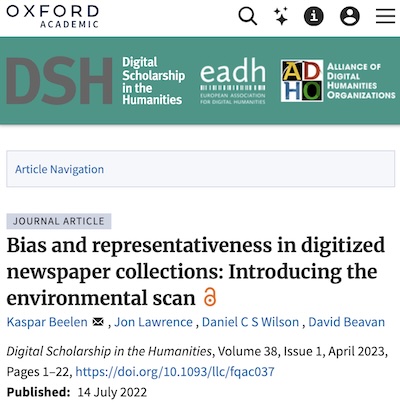 OXFORD
ACADEMIC
DSH Digital
Scholarship
in the
Humanities
eadh
EUROPEAN ASSOCIATION
FOR DIGITAL HUMANITIES
ADHO
ALLIANCE OF
DIGITAL
HUMANITIES
ORGANIZATIONS
Article Navigation
JOURNAL ARTICLE
Bias and representativeness in digitized
newspaper collections: Introducing the
environmental scan
Kaspar Beelen , Jon Lawrence , Daniel C S Wilson , David Beavan
Digital Scholarship in the Humanities, Volume 38, Issue 1, April 2023,
Pages 1–22, https://doi.org/10.1093/llc/fqac037
Published: 14 July 2022